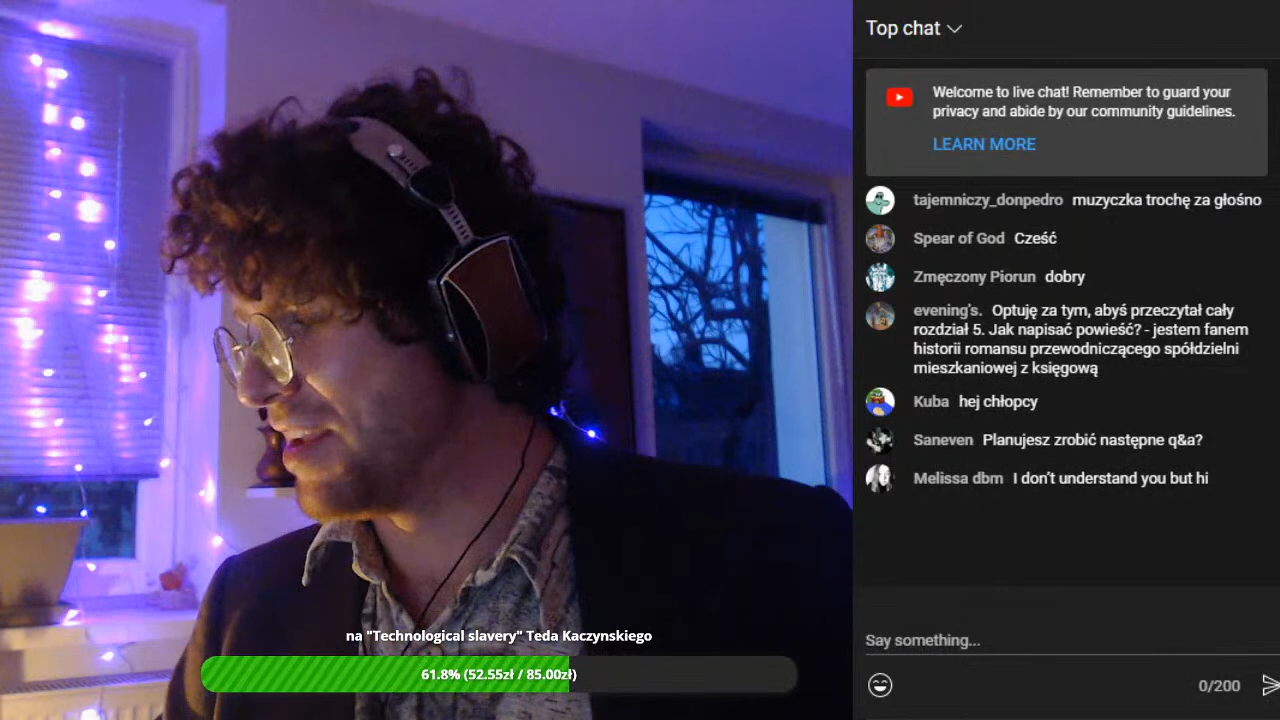 Top chat
Welcome to live chat! Remember to guard your
privacy and abide by our community guidelines.
LEARN MORE
tajemniczy_donpedro muzyczka trochę za głośno
Spear of God Cześć
Zmęczony Piorun dobry
evening's. Optuję za tym, abyś przeczytał cały
rozdział 5. Jak napisać powieść? - jestem fanem
historii romansu przewodniczącego spółdzielni
mieszkaniowej z księgową
Kuba hej chłopcy
Saneven Planujesz zrobić następne q&a?
Melissa dbm I don't understand you but hi
na "Technological slavery" Teda Kaczynskiego
61.8% (52.55zł / 85.00zł)
Say something...
0/200